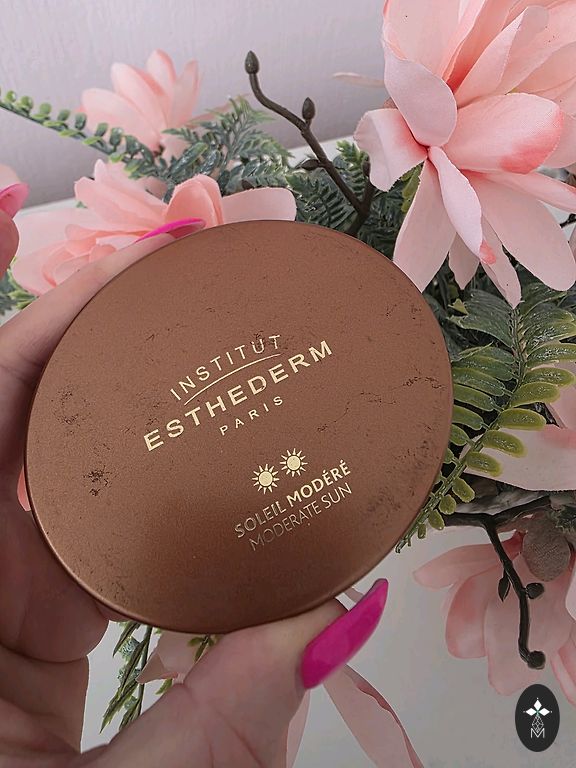 INSTITUT
ESTHEDERM
PARIS
SOLEIL MODÉRÉ
MODERATE SUN
M